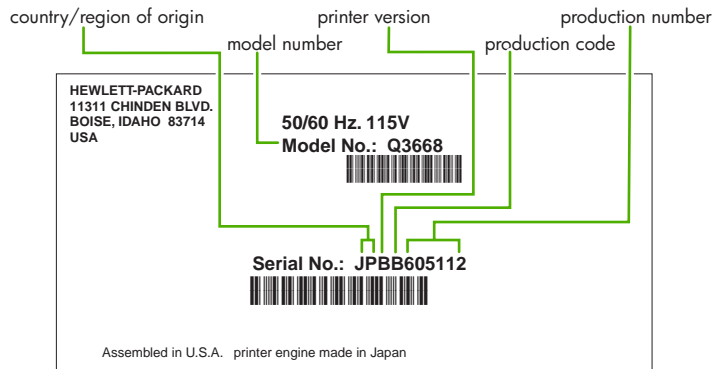 country/region of origin
printer version
production number
model number
production code
HEWLETT-PACKARD
11311 CHINDEN BLVD.
BOISE, IDAHO 83714
USA
50/60 Hz. 115V
Model No.: Q3668
Serial No.: JPBB605112
Assembled in U.S.A. printer engine made in Japan